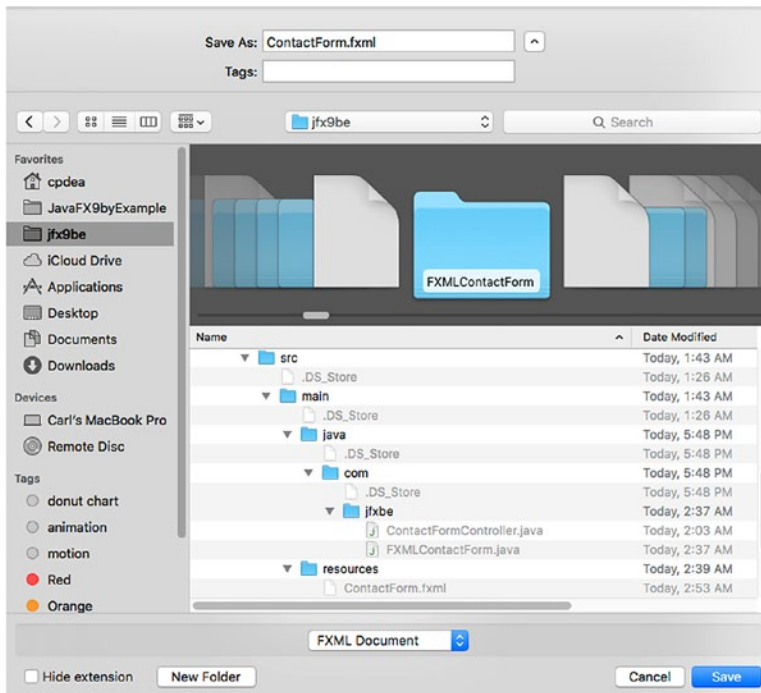 Save As: ContactForm.fxml
Tags:
jfx9be
Search
Favorites
cpdea
JavaFX9byExample
jfx9be
iCloud Drive
Applications
Desktop
Documents
Downloads
Devices
Carl's MacBook Pro
Remote Disc
Tags
donut chart
animation
motion
Red
Orange
FXMLContactForm
Name Date Modified
src Today, 1:43 AM
.DS_Store Today, 1:26 AM
main Today, 1:43 AM
.DS_Store Today, 1:26 AM
java Today, 5:48 PM
.DS_Store Today, 5:48 PM
com Today, 5:48 PM
.DS_Store Today, 5:48 PM
jfxbe Today, 2:37 AM
ContactFormController.java Today, 2:03 AM
FXMLContactForm.java Today, 2:37 AM
resources Today, 2:39 AM
ContactForm.fxml Today, 2:53 AM
FXML Document
Hide extension New Folder Cancel Save